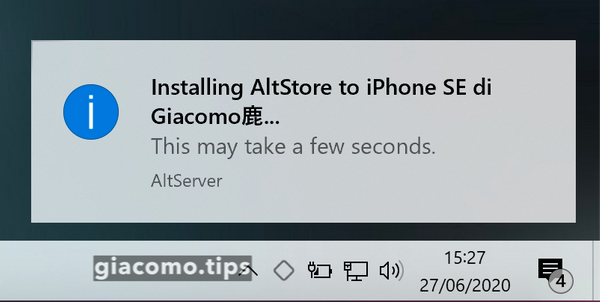 Installing AltStore to iPhone SE di
Giacomo鹿...
This may take a few seconds.
AltServer
giacomo.tips
15:27
27/06/2020
4